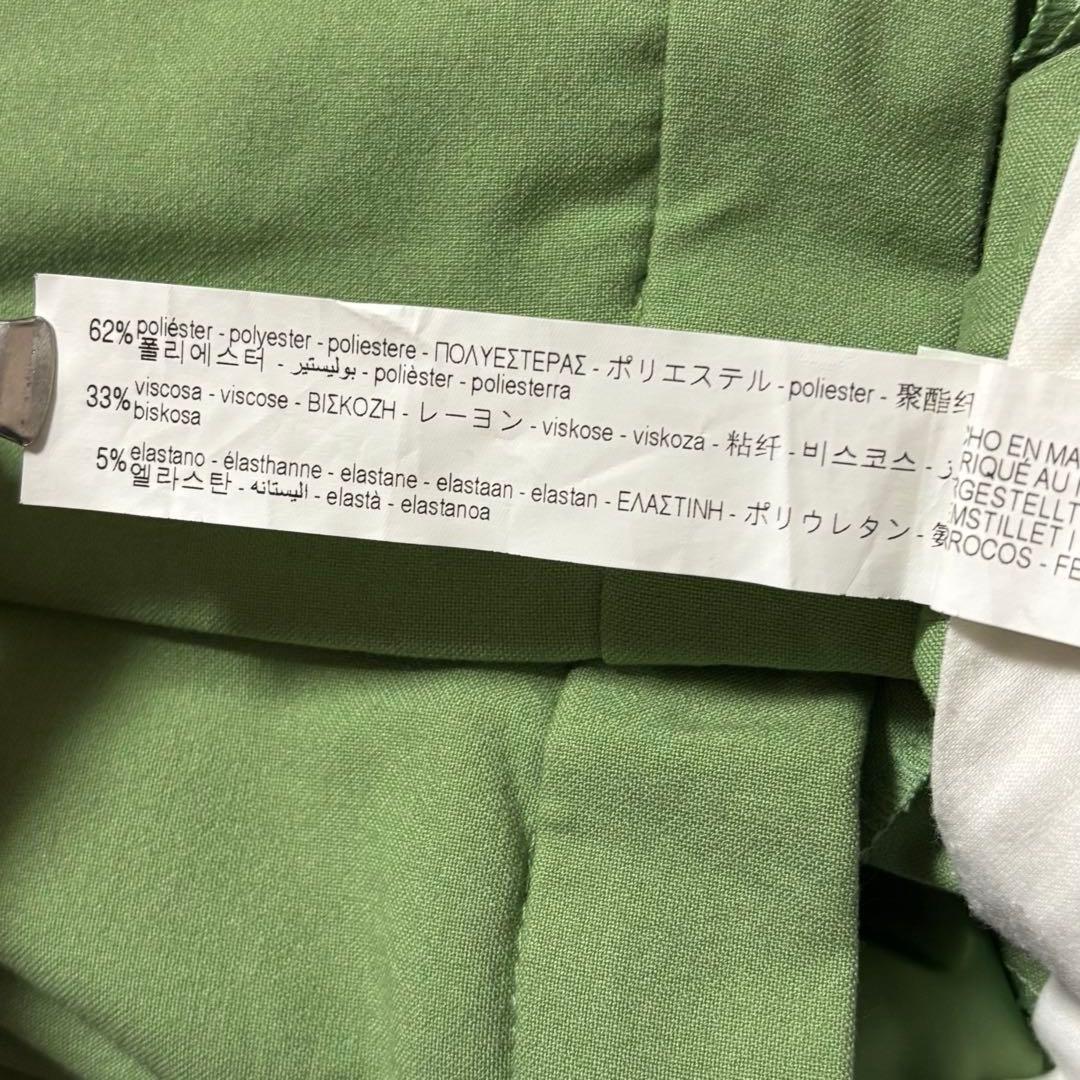 62% poliéster - polyester - poliestere - ΠΟΛΥΕΣΤΕΡΑΣ - ポリエステル - poliester - 聚酯纤
폴리에스터 - بوليستير - polièster - poliesterra
33% viscosa - viscose - ΒΙΣΚΟΖΗ - レーヨン - viskose - viskoza - 粘纤 - 비스코스 -
biskosa
5% elastano - élasthanne - elastane - elastaan - elastan - ΕΛΑΣΤΙΝΗ - ポリウレタン - 氨
엘라스탄 - اليستانه - elastà - elastanoa
CHO EN MA
RIQUÉ AU
GESTELLT
MSTILLET I
ROCOS - FE